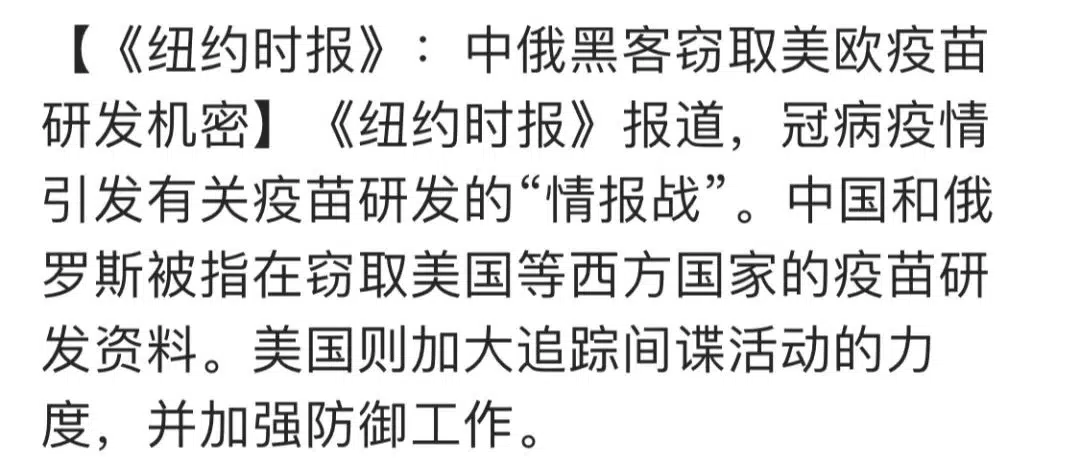 【《纽约时报》：中俄黑客窃取美欧疫苗
研发机密】《纽约时报》报道，冠病疫情
引发有关疫苗研发的“情报战”。中国和俄
罗斯被指在窃取美国等西方国家的疫苗研
发资料。美国则加大追踪间谍活动的力
度，并加强防御工作。